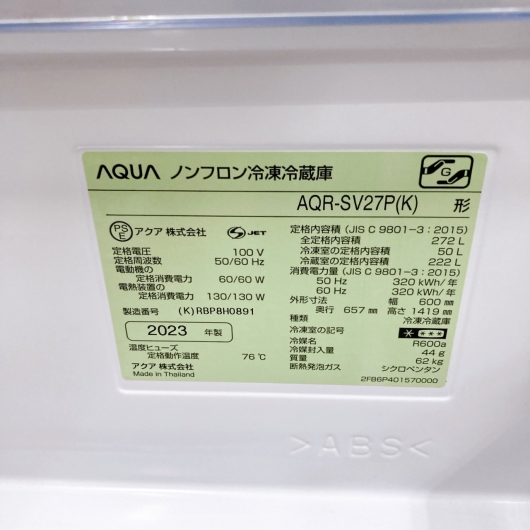 AQUA ノンフロン冷凍冷蔵庫
G
AQR-SV27P(K) 形
PS E アクア 株式会社 S JET
定格電圧 100 V
定格周波数 50/60 Hz
電動機の
定格消費電力 60/60 W
電熱装置の
定格消費電力 130/130 W
製造番号 (K)RBP8H0891
2023 年製
温度ヒューズ
定格動作温度 76℃
アクア 株式会社
Made in Thailand
定格内容積 (JIS C 9801-3 : 2015)
全定格内容積 272 L
冷凍室の定格内容積 50 L
冷蔵室の定格内容積 222 L
消費電力量 (JIS C 9801-3 : 2015)
50 Hz 320 kWh/年
60 Hz 320 kWh/年
外形寸法 幅 600 mm
奥行 657 mm 高さ 1419 mm
種類 冷凍冷蔵庫
冷凍室の記号 * ***
冷媒名 R600a
冷媒封入量 44 g
質量 62 kg
断熱発泡ガス シクロペンタン
2FB6P401570000
>ABS<